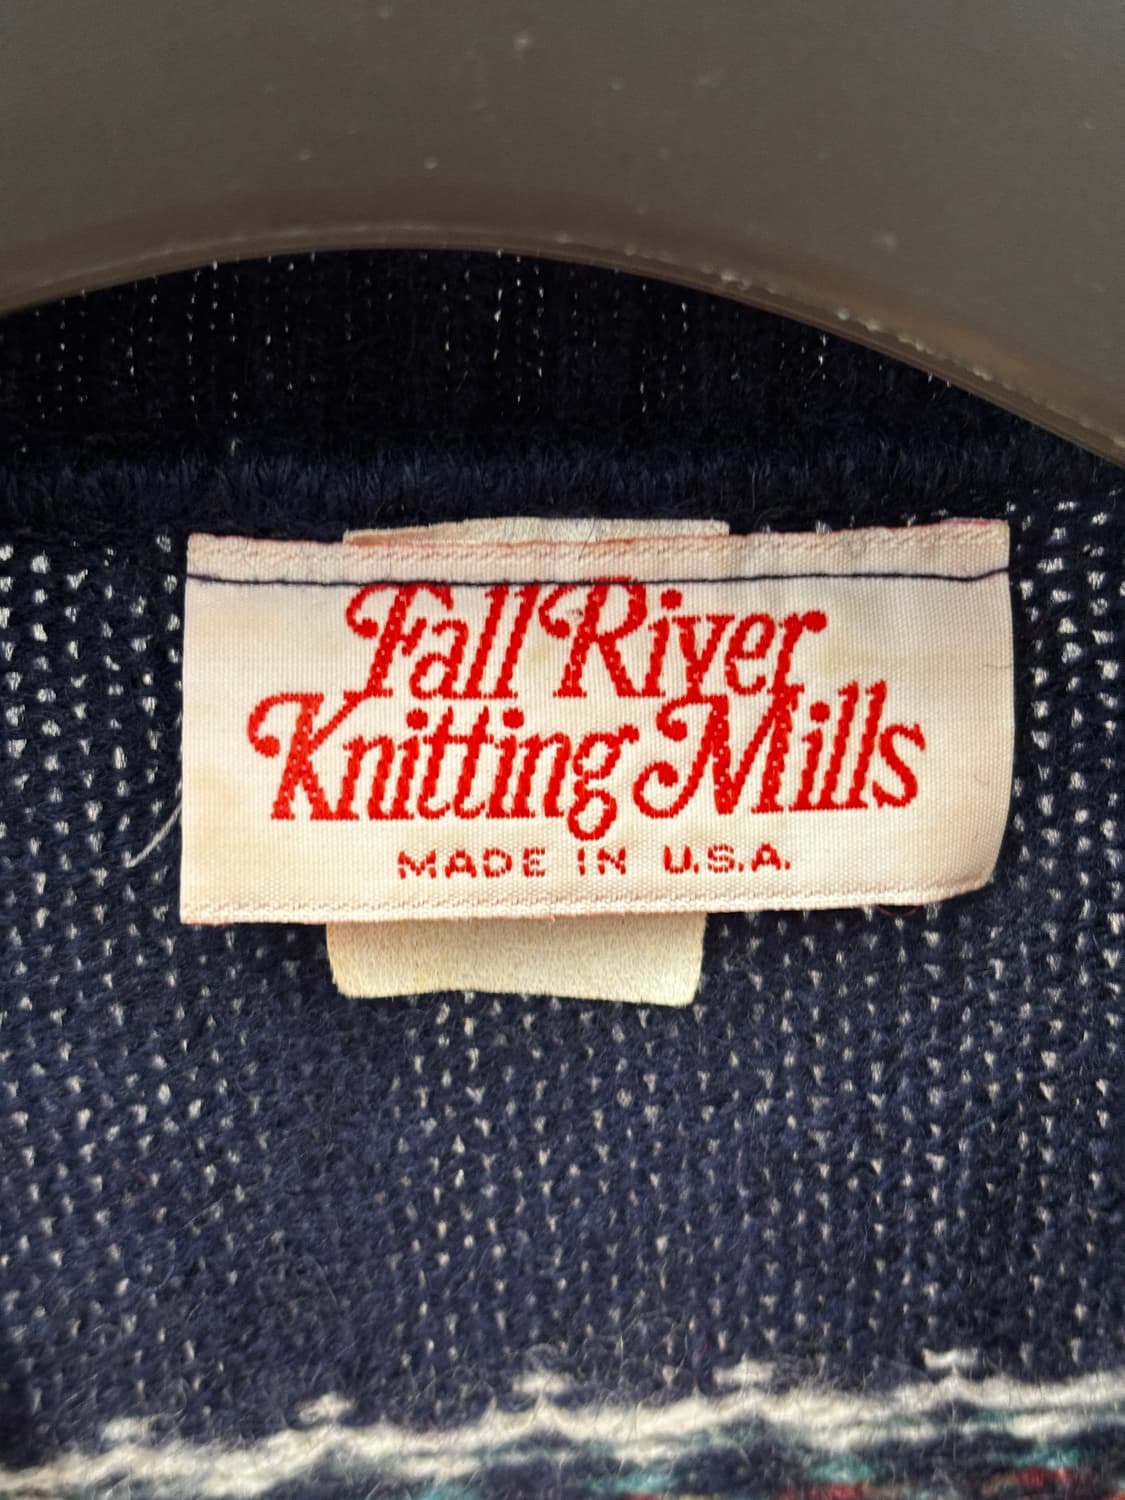 Fall River
Knitting Mills
MADE IN U.S.A.